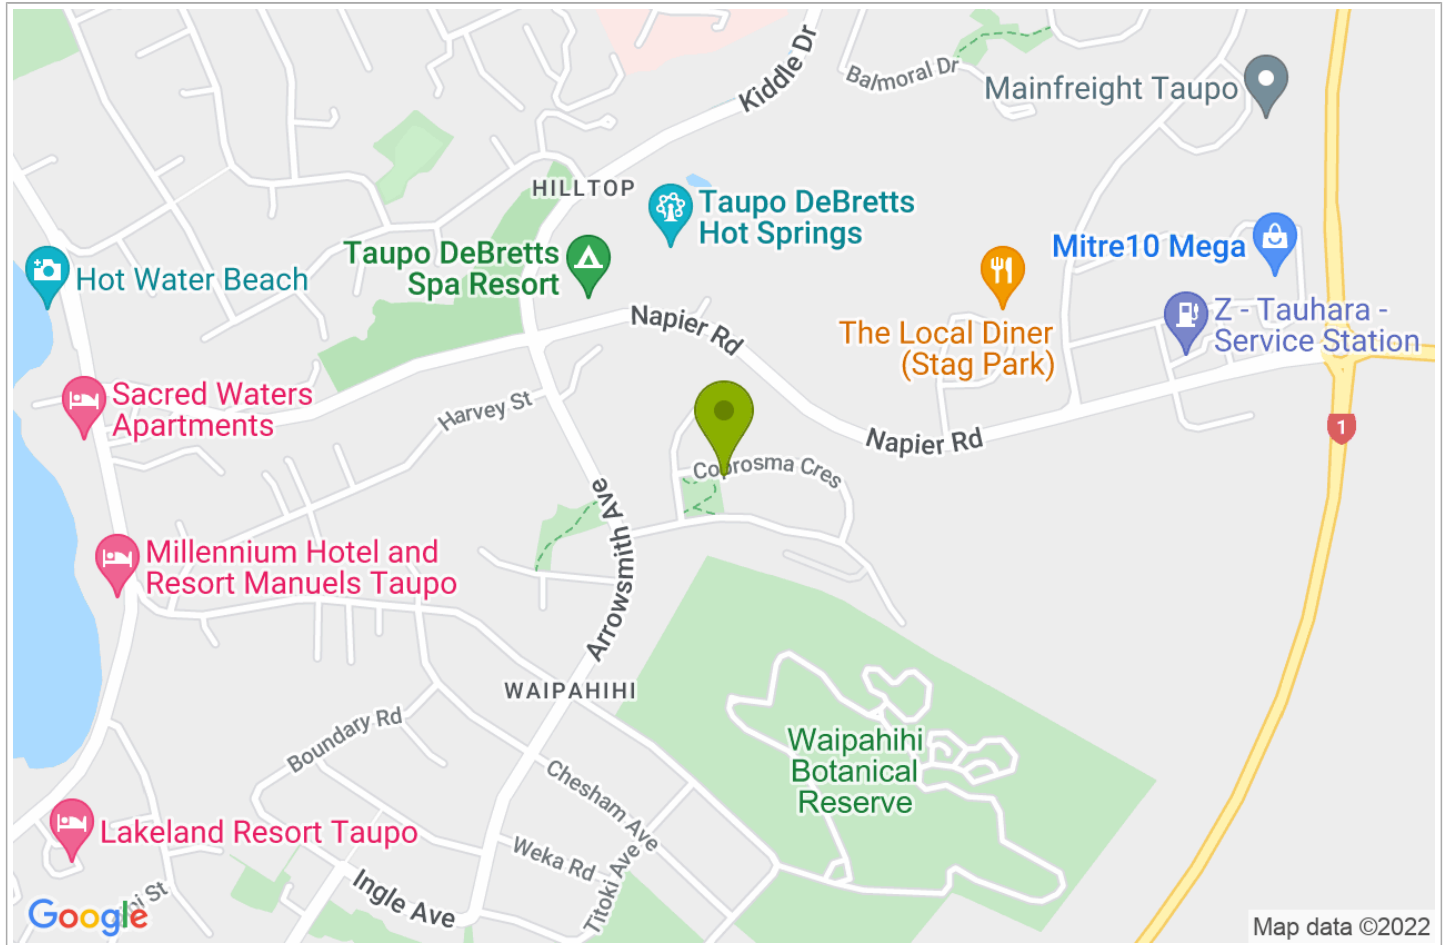 Kiddle Dr
Balmoral Dr
Mainfreight Taupo
HILLTOP
Taupo DeBretts
Hot Springs
Taupo DeBretts
Spa Resort
Mitre10 Mega
Hot Water Beach
Napier Rd
The Local Diner
(Stag Park)
Z - Tauhara -
Service Station
Sacred Waters
Apartments
Harvey St
1
Napier Rd
Coprosma Cres
Arrowsmith Ave
Millennium Hotel and
Resort Manuels Taupo
WAIPAHIHI
Boundary Rd
Waipahihi
Botanical
Reserve
Chesham Ave
Lakeland Resort Taupo
Weka Rd
Titoki Ave
Ingle Ave
St
Google
Map data ©2022